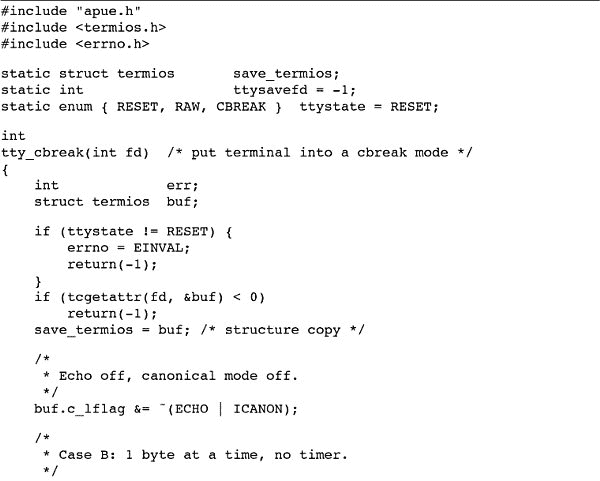 #include "apue.h"
#include <termios.h>
#include <errno.h>
static struct termios       save_termios;
static int                  ttysavefd = -1;
static enum { RESET, RAW, CBREAK }  ttystate = RESET;
int
tty_cbreak(int fd)  /* put terminal into a cbreak mode */
{
    int             err;
    struct termios  buf;
    if (ttystate != RESET) {
        errno = EINVAL;
        return(-1);
    }
    if (tcgetattr(fd, &buf) < 0)
        return(-1);
    save_termios = buf; /* structure copy */
    /*
     * Echo off, canonical mode off.
     */
    buf.c_lflag &= ~(ECHO | ICANON);
    /*
     * Case B: 1 byte at a time, no timer.
     */